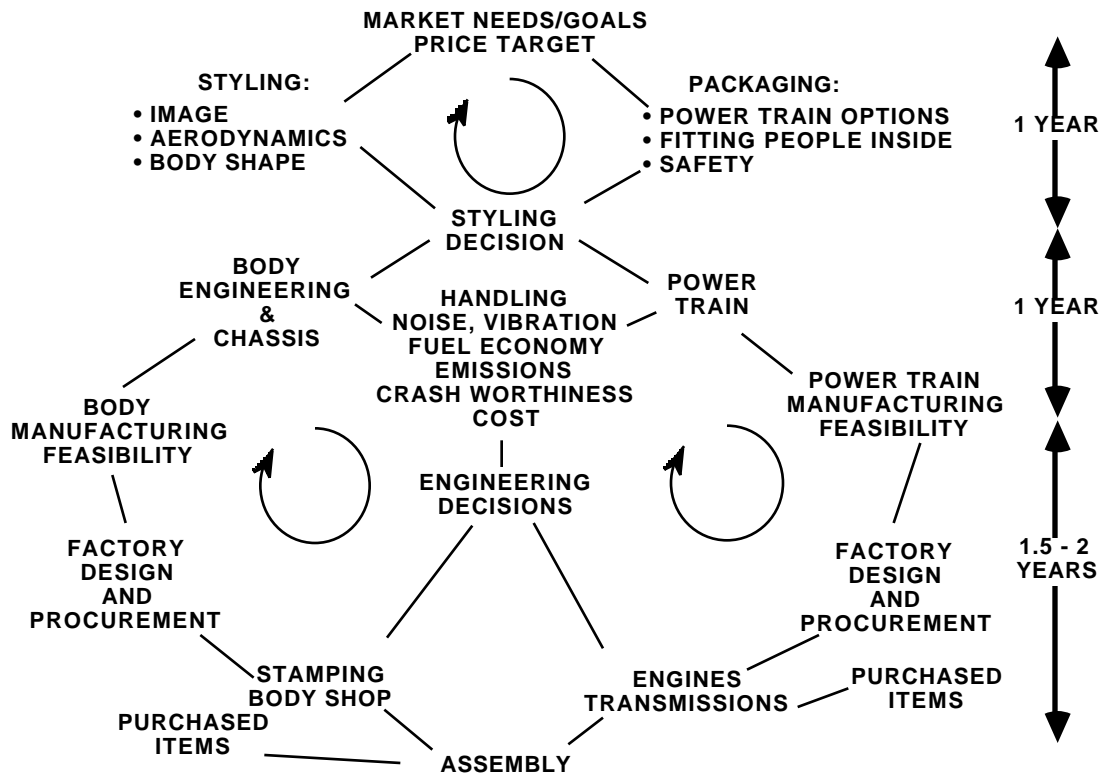 MARKET NEEDS/GOALS
PRICE TARGET
STYLING:
• IMAGE
• AERODYNAMICS
• BODY SHAPE
PACKAGING:
• POWER TRAIN OPTIONS
• FITTING PEOPLE INSIDE
• SAFETY
1 YEAR
STYLING
DECISION
BODY
ENGINEERING
&
CHASSIS
HANDLING
NOISE, VIBRATION
FUEL ECONOMY
EMISSIONS
CRASH WORTHINESS
COST
POWER
TRAIN
1 YEAR
BODY
MANUFACTURING
FEASIBILITY
POWER TRAIN
MANUFACTURING
FEASIBILITY
ENGINEERING
DECISIONS
FACTORY
DESIGN
AND
PROCUREMENT
FACTORY
DESIGN
AND
PROCUREMENT
1.5 - 2
YEARS
STAMPING
BODY SHOP
ENGINES
TRANSMISSIONS
PURCHASED
ITEMS
PURCHASED
ITEMS
ASSEMBLY